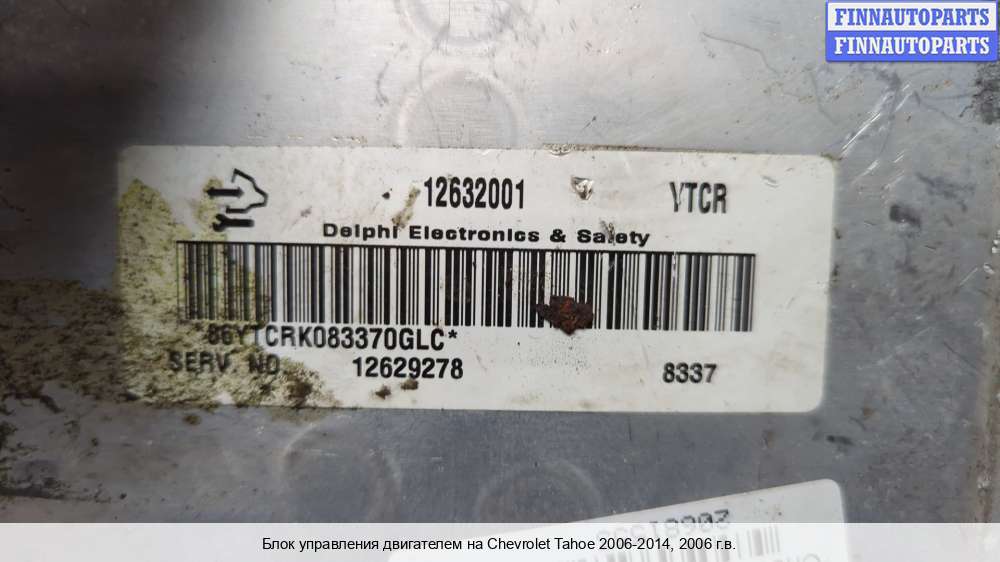 FINNAUTOPARTS
FINNAUTOPARTS
12632001 YTCR
Delphi Electronics & Safety
86YTCRK083370GLC*
SERV. NO. 12629278 8337
Блок управления двигателем на Chevrolet Tahoe 2006-2014, 2006 г.в.